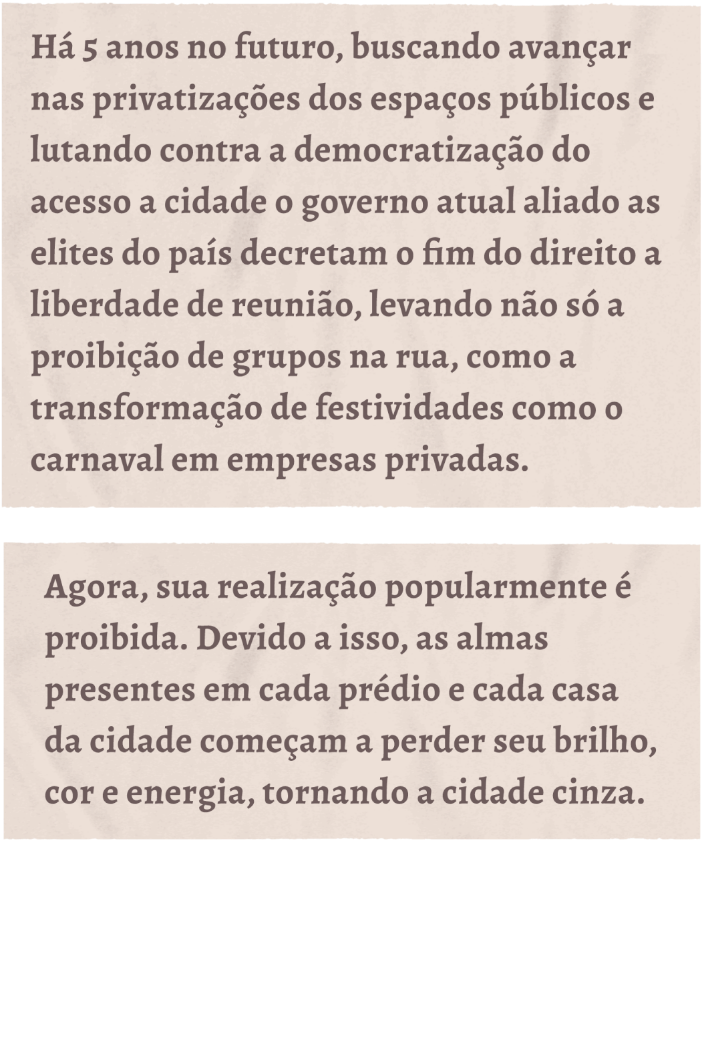 Há 5 anos no futuro, buscando avançar
nas privatizações dos espaços públicos e
lutando contra a democratização do
acesso a cidade o governo atual aliado as
elites do país decretam o fim do direito a
liberdade de reunião, levando não só a
proibição de grupos na rua, como a
transformação de festividades como o
carnaval em empresas privadas.
Agora, sua realização popularmente é
proibida. Devido a isso, as almas
presentes em cada prédio e cada casa
da cidade começam a perder seu brilho,
cor e energia, tornando a cidade cinza.